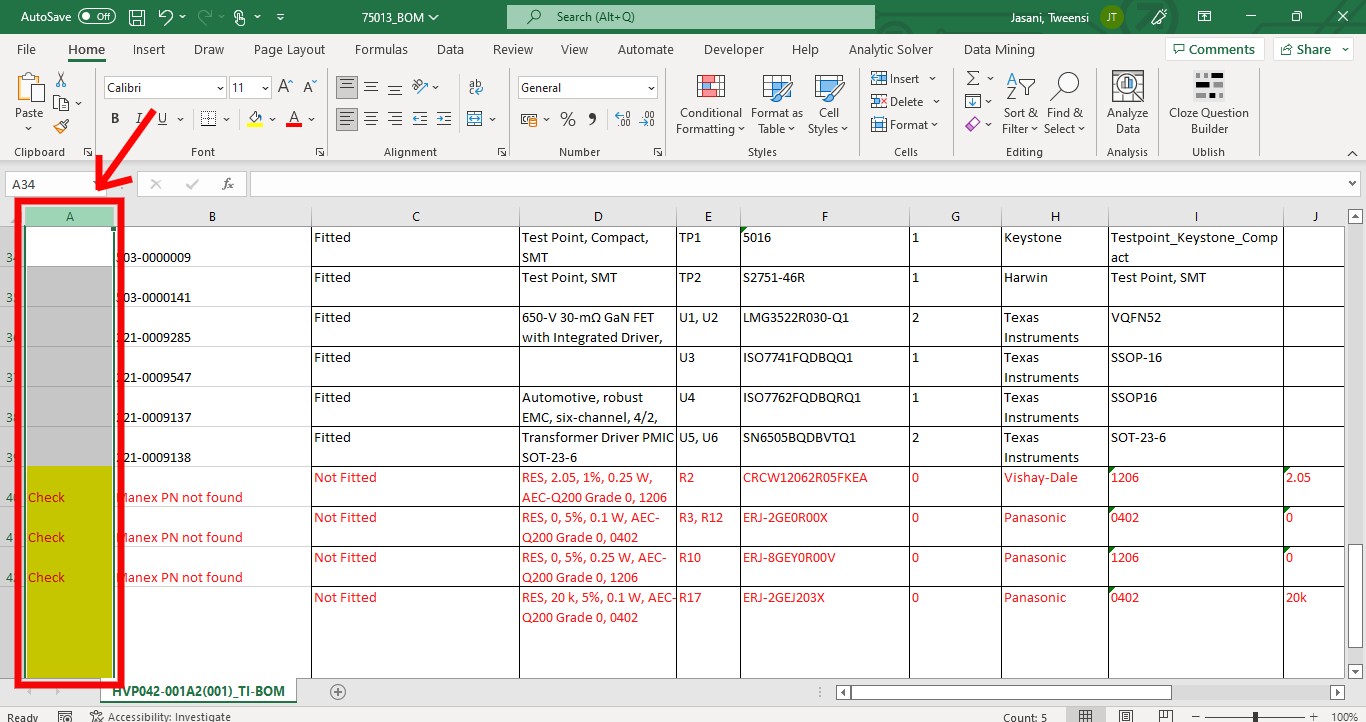 AutoSave Off 75013_BOM Search (Alt+Q) Jasani, Tweensi JT
File Home Insert Draw Page Layout Formulas Data Review View Automate Developer Help Analytic Solver Data Mining Comments Share
Paste Calibri 11 General Conditional Formatting Format as Table Cell Styles Insert Delete Format Sort & Filter Find & Select Analyze Data Cloze Question Builder
Clipboard Font Alignment Number Styles Cells Editing Analysis Ublish
A34 fx
A B C D E F G H I J
Fitted Test Point, Compact, TP1 5016 1 Keystone Testpoint_Keystone_Comp
503-0000009 SMT act
Fitted Test Point, SMT TP2 S2751-46R 1 Harwin Test Point, SMT
503-0000141
Fitted 650-V 30-mΩ GaN FET U1, U2 LMG3522R030-Q1 2 Texas VQFN52
221-0009285 with Integrated Driver, Instruments
Fitted U3 ISO7741FQDBQQ1 1 Texas SSOP-16
221-0009547 Instruments
Fitted Automotive, robust U4 ISO7762FQDBQRQ1 1 Texas SSOP16
221-0009137 EMC, six-channel, 4/2, Instruments
Fitted Transformer Driver PMIC U5, U6 SN6505BQDBVTQ1 2 Texas SOT-23-6
221-0009138 SOT-23-6 Instruments
Not Fitted RES, 2.05, 1%, 0.25 W, R2 CRCW12062R05FKEA 0 Vishay-Dale 1206 2.05
40 Check Manex PN not found AEC-Q200 Grade 0, 1206
Not Fitted RES, 0, 5%, 0.1 W, AEC- R3, R12 ERJ-2GE0R00X 0 Panasonic 0402 0
41 Check Manex PN not found Q200 Grade 0, 0402
Not Fitted RES, 0, 5%, 0.25 W, AEC- R10 ERJ-8GEY0R00V 0 Panasonic 1206 0
42 Check Manex PN not found Q200 Grade 0, 1206
Not Fitted RES, 20 k, 5%, 0.1 W, AEC- R17 ERJ-2GEJ203X 0 Panasonic 0402 20k
Q200 Grade 0, 0402
HVP042-001A2(001)_TI-BOM
Ready Accessibility: Investigate Count: 5 100%